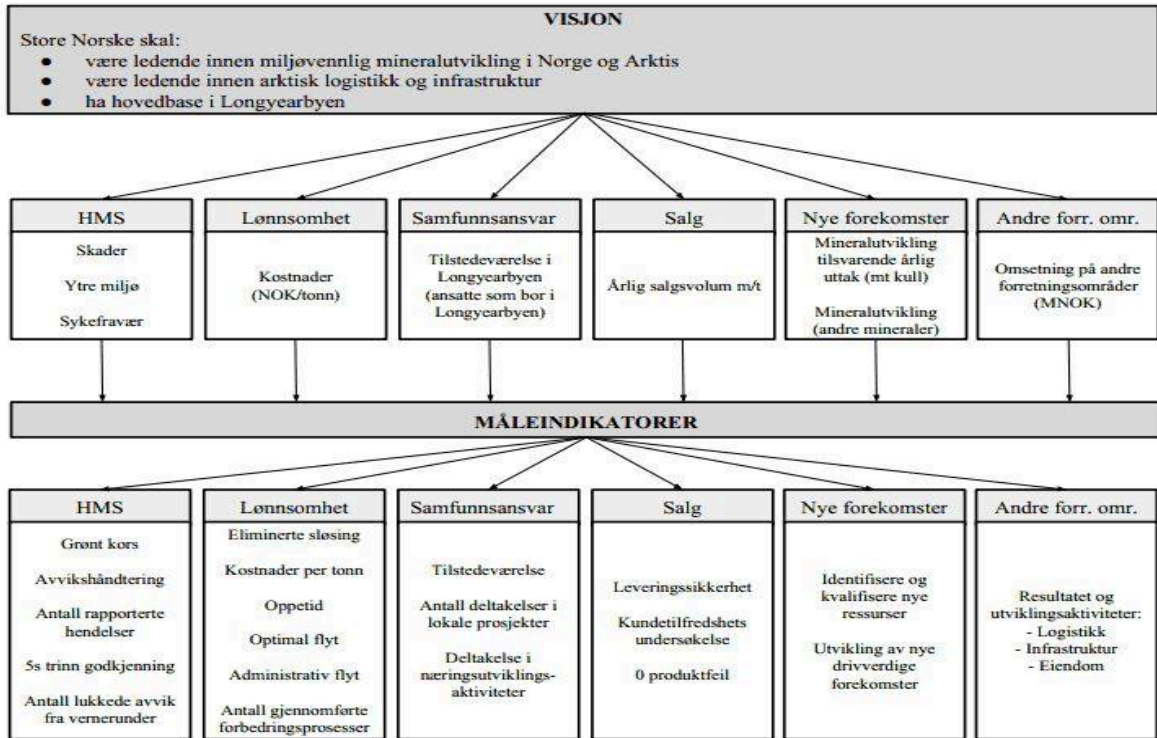 VISJON
Store Norske skal:
● være ledende innen miljøvennlig mineralutvikling i Norge og Arktis
● være ledende innen arktisk logistikk og infrastruktur
● ha hovedbase i Longyearbyen
HMS
Skader
Ytre miljø
Sykefravær
Lønnsomhet
Kostnader
(NOK/tonn)
Samfunnsansvar
Tilstedeværelse i
Longyearbyen
(ansatte som bor i
Longyearbyen)
Salg
Årlig salgsvolum m/t
Nye forekomster
Mineralutvikling
tilsvarende årlig
uttak (mt kull)
Mineralutvikling
(andre mineraler)
Andre forr. omr.
Omsetning på andre
forretningsområder
(MNOK)
MÅLEINDIKATORER
HMS
Grønt kors
Avvikshåndtering
Antall rapporterte
hendelser
5s trinn godkjenning
Antall lukkede avvik
fra vernerunder
Lønnsomhet
Eliminerte sløsing
Kostnader per tonn
Oppetid
Optimal flyt
Administrativ flyt
Antall gjennomførte
forbedringsprosesser
Samfunnsansvar
Tilstedeværelse
Antall deltakelser i
lokale prosjekter
Deltakelse i
næringsutviklings-
aktiviteter
Salg
Leveringssikkerhet
Kundetilfredshets
undersøkelse
0 produktfeil
Nye forekomster
Identifisere og
kvalifisere nye
ressurser
Utvikling av nye
drivverdige
forekomster
Andre forr. omr.
Resultatet og
utviklingsaktiviteter:
- Logistikk
- Infrastruktur
- Eiendom